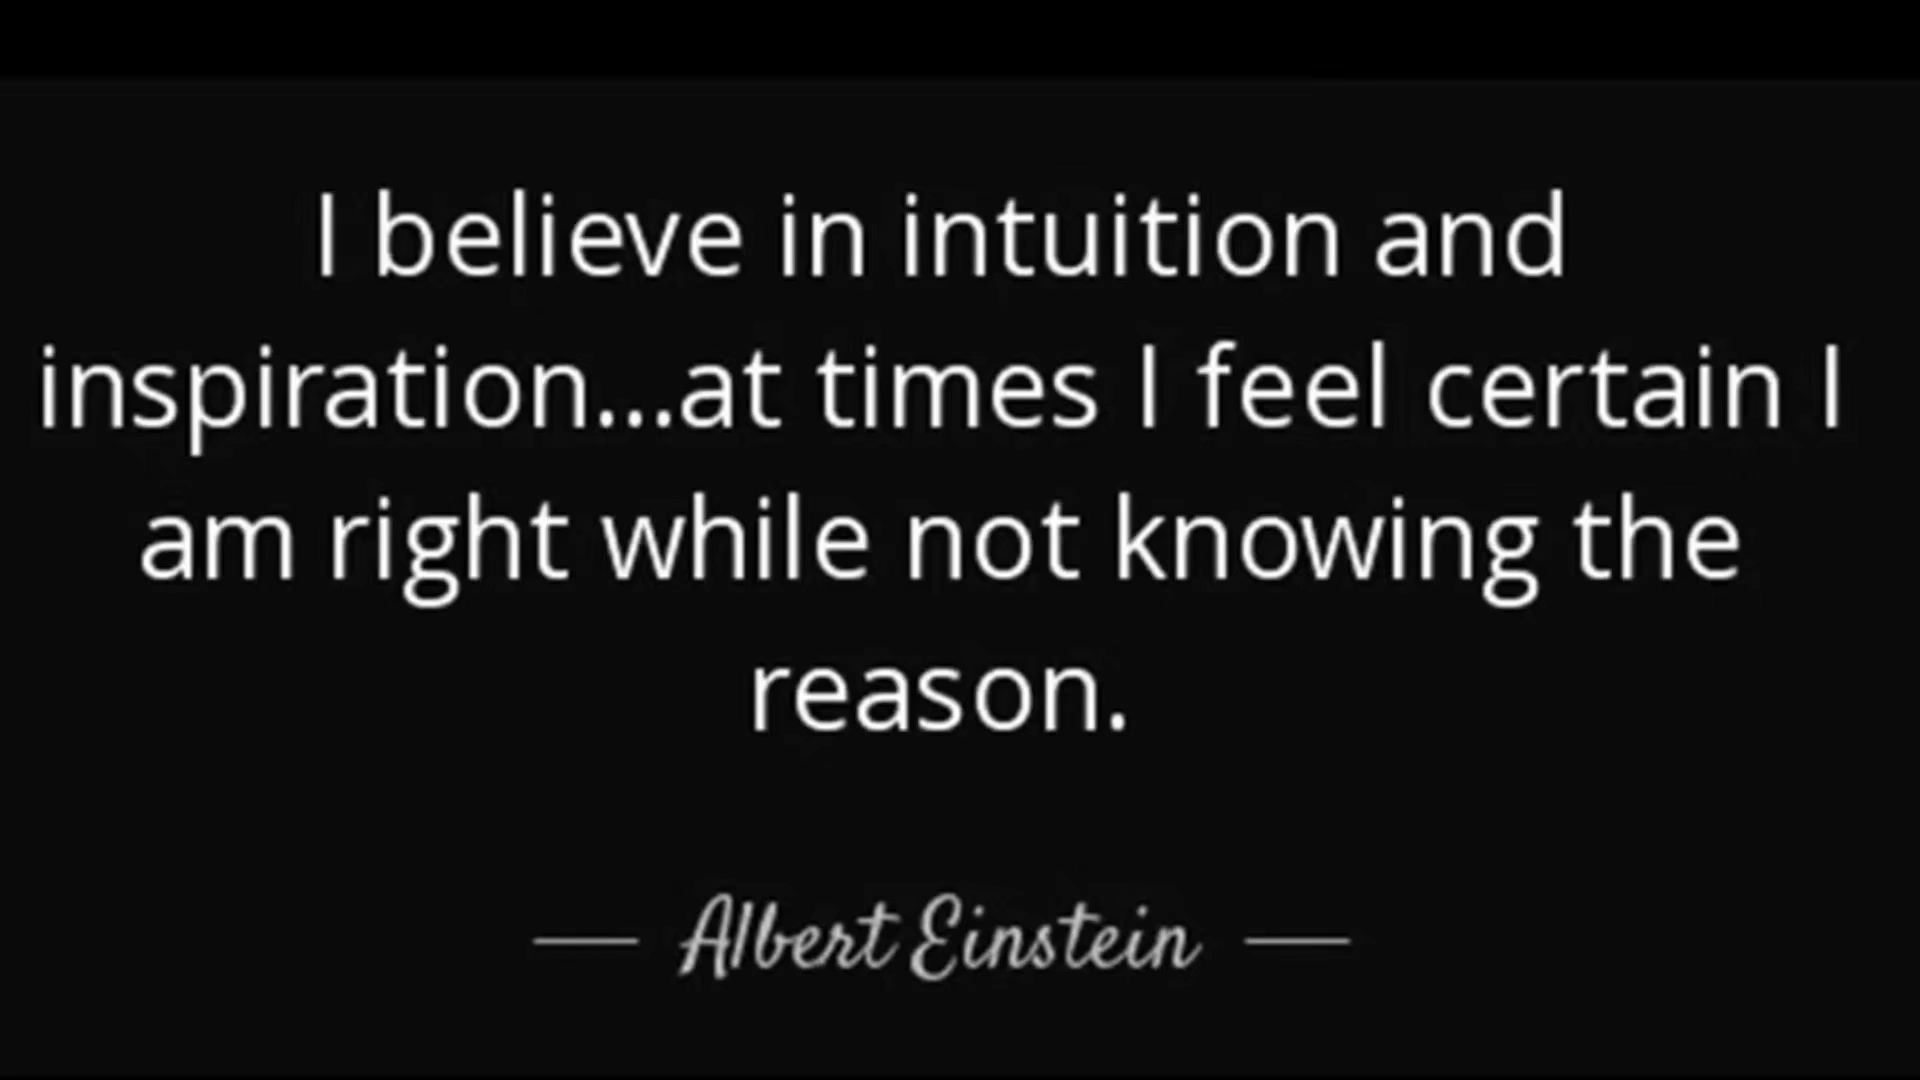 I believe in intuition and
inspiration...at times I feel certain I
am right while not knowing the
reason.
— Albert Einstein —